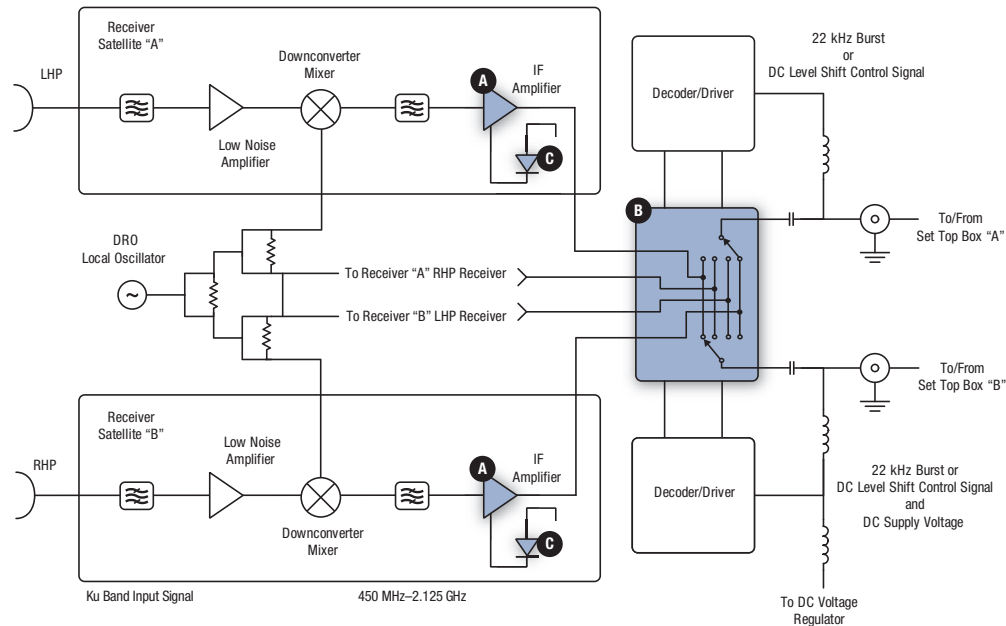 Receiver
Satellite “A”
LHP
Downconverter
Mixer
A
IF
Amplifier
Low Noise
Amplifier
C
Decoder/Driver
22 kHz Burst
or
DC Level Shift Control Signal
B
To/From
Set Top Box “A”
DRO
Local Oscillator
~
To Receiver “A” RHP Receiver
To Receiver “B” LHP Receiver
To/From
Set Top Box “B”
Receiver
Satellite “B”
RHP
Low Noise
Amplifier
A
IF
Amplifier
Downconverter
Mixer
C
Decoder/Driver
22 kHz Burst or
DC Level Shift Control Signal
and
DC Supply Voltage
Ku Band Input Signal
450 MHz–2.125 GHz
To DC Voltage
Regulator